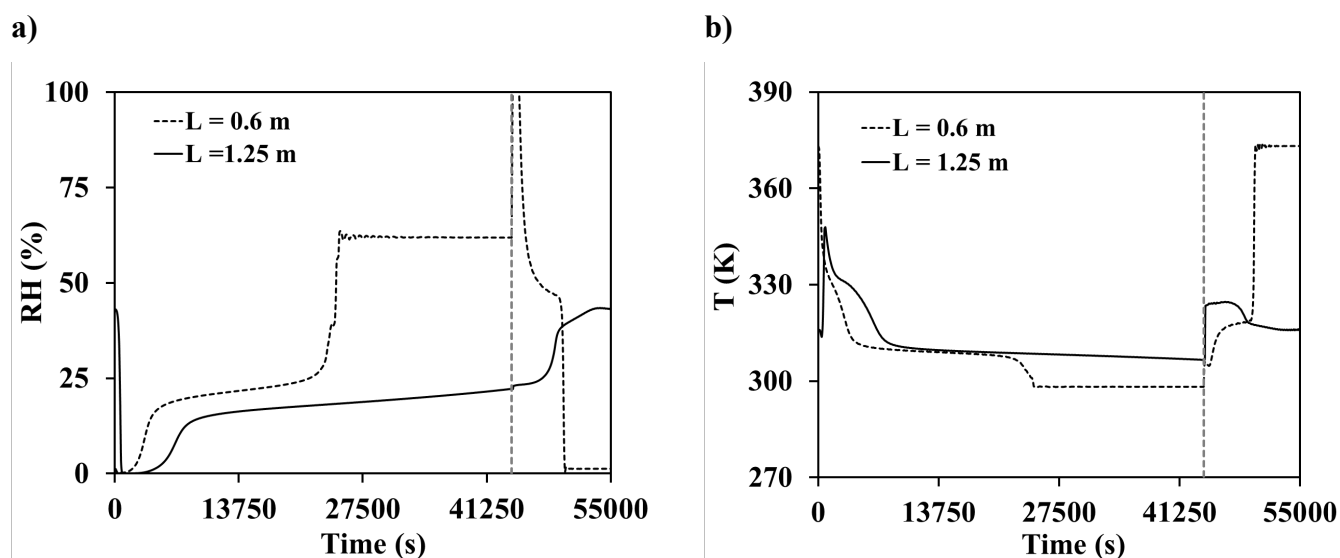 a)
100
75
50
25
0
RH (%)
L = 0.6 m
L =1.25 m
0 13750 27500 41250 55000
Time (s)
b)
390
360
330
300
270
T (K)
L = 0.6 m
L = 1.25 m
0 13750 27500 41250 55000
Time (s)